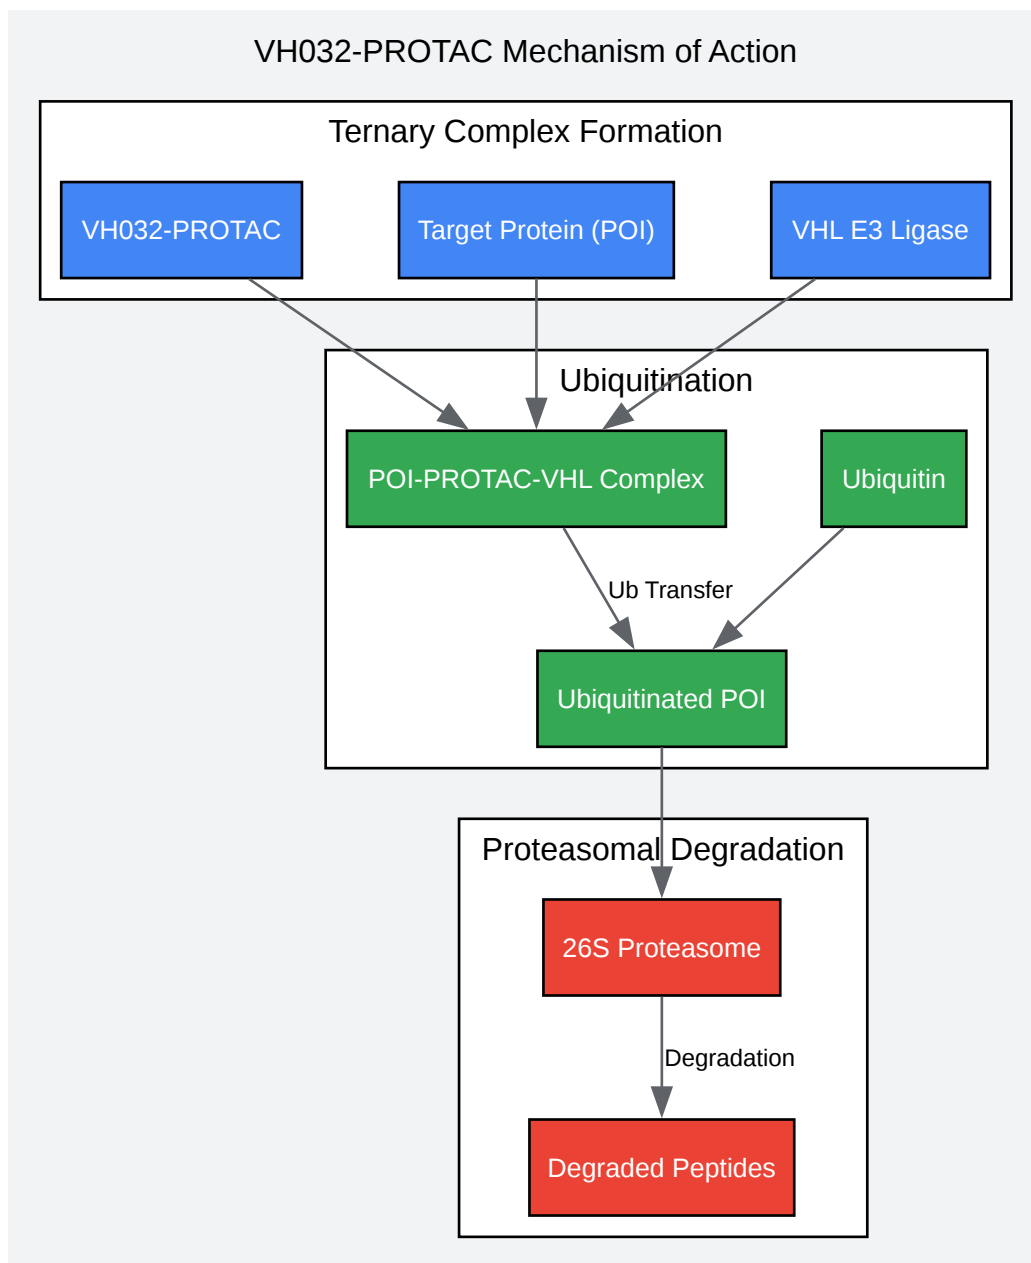 VH032-PROTAC Mechanism of Action
Ternary Complex Formation
VH032-PROTAC
Target Protein (POI)
VHL E3 Ligase
Ubiquitination
POI-PROTAC-VHL Complex
Ubiquitin
Ub Transfer
Ubiquitinated POI
Proteasomal Degradation
26S Proteasome
Degradation
Degraded Peptides